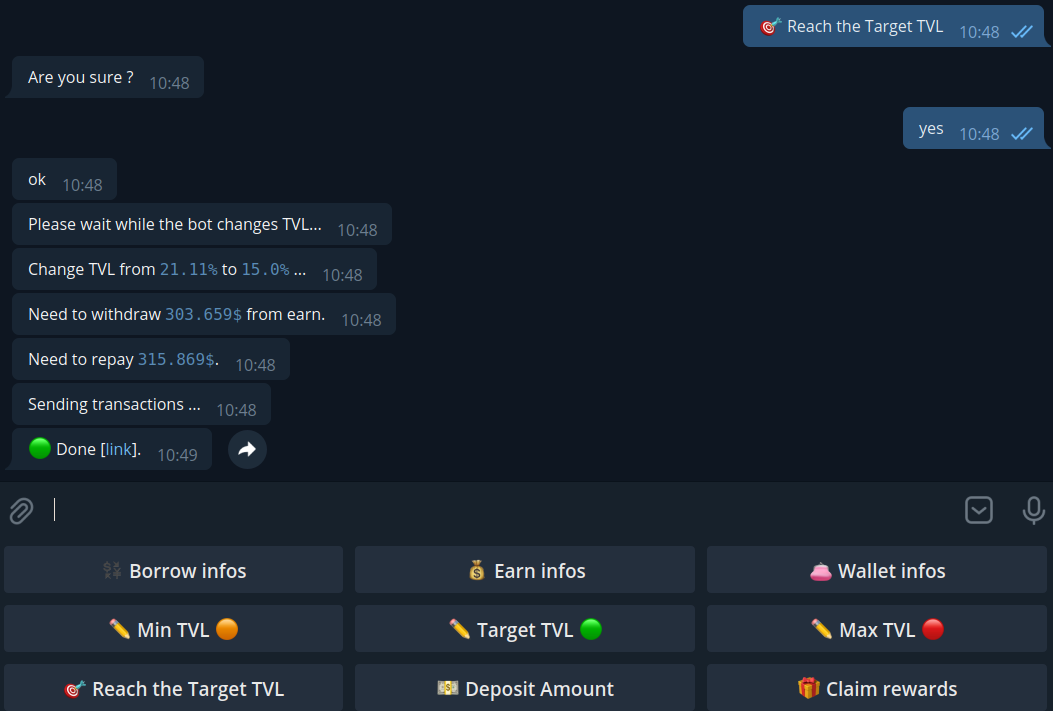 🎯 Reach the Target TVL 10:48
Are you sure ? 10:48
yes 10:48
ok 10:48
Please wait while the bot changes TVL... 10:48
Change TVL from 21.11% to 15.0% ... 10:48
Need to withdraw 303.659$ from earn. 10:48
Need to repay 315.869$. 10:48
Sending transactions ... 10:48
🟢 Done [link]. 10:49
💱 Borrow infos
💰 Earn infos
👛 Wallet infos
✏️ Min TVL 🟠
✏️ Target TVL 🟢
✏️ Max TVL 🔴
🎯 Reach the Target TVL
💵 Deposit Amount
🎁 Claim rewards